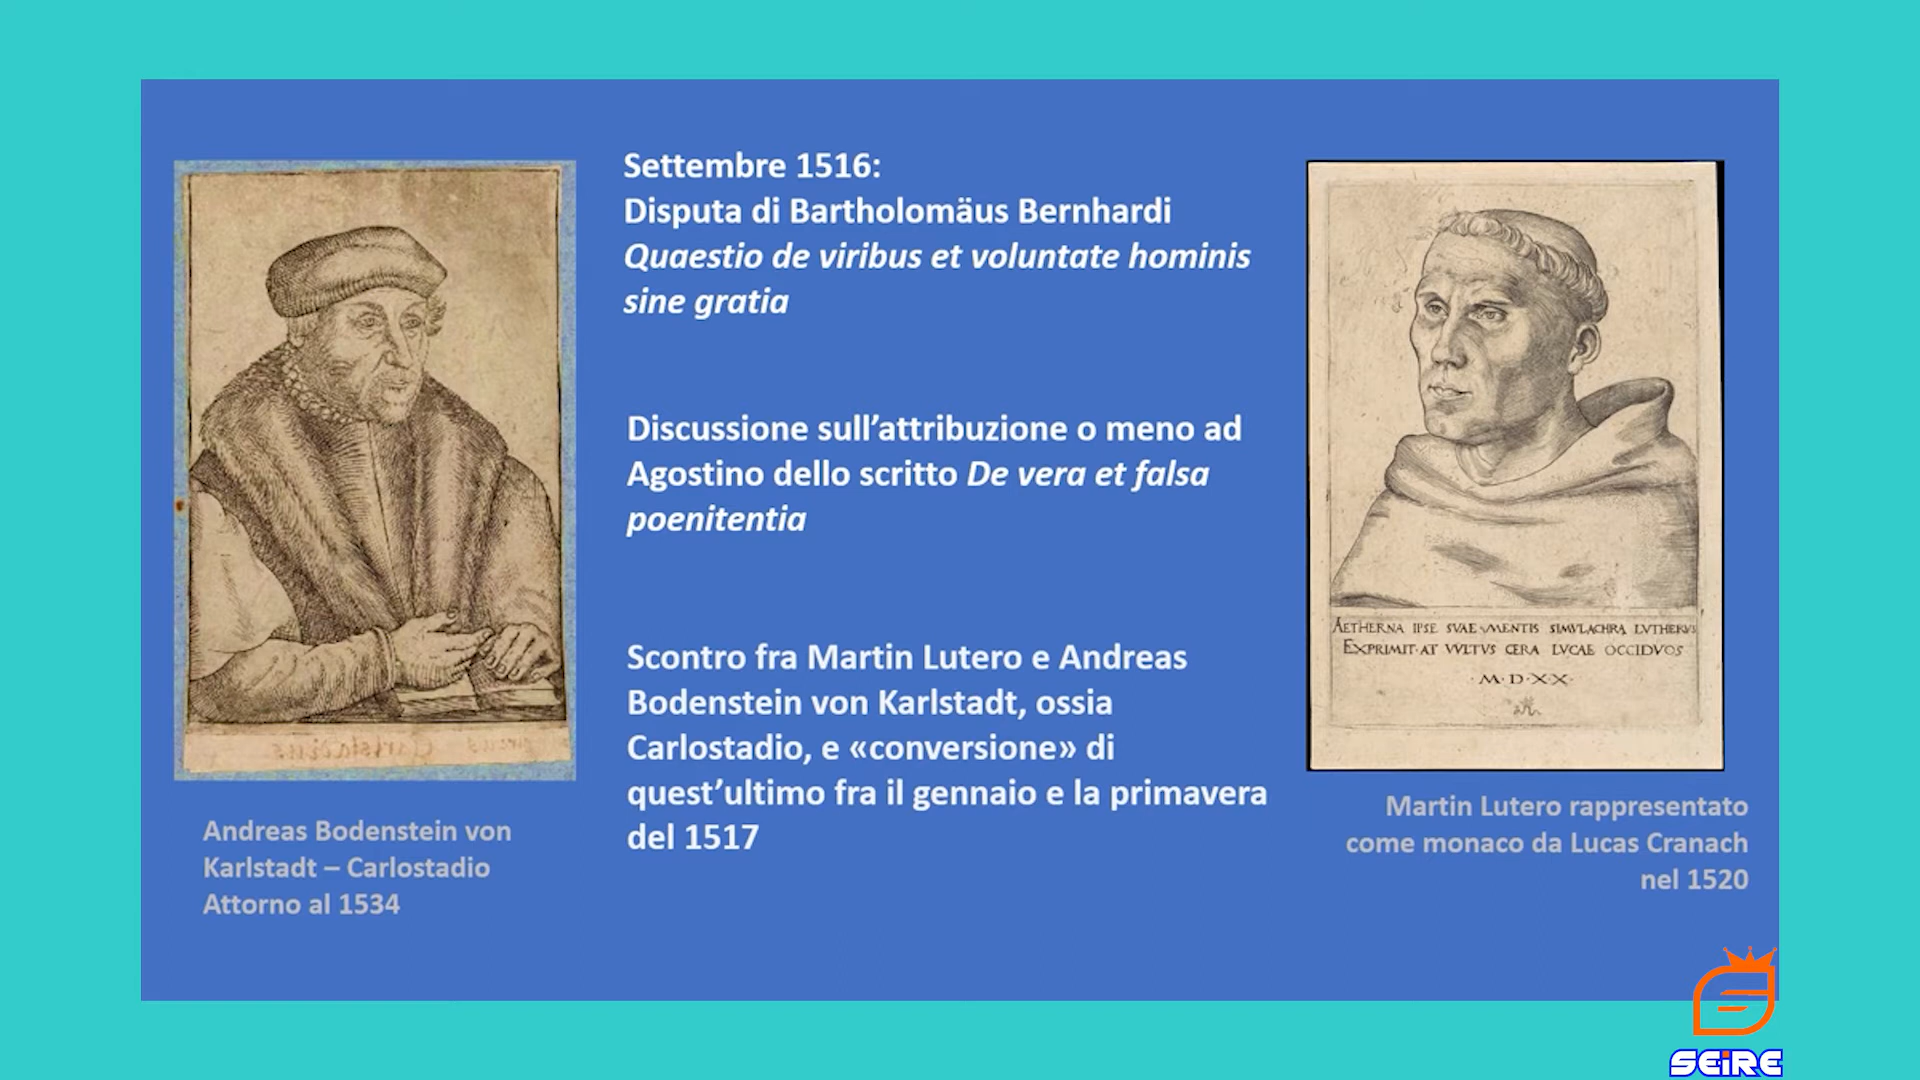 Settembre 1516:
Disputa di Bartholomäus Bernhardi
Quaestio de viribus et voluntate hominis
sine gratia
Discussione sull’attribuzione o meno ad
Agostino dello scritto De vera et falsa
poenitentia
Scontro fra Martin Lutero e Andreas
Bodenstein von Karlstadt, ossia
Carlostadio, e «conversione» di
quest’ultimo fra il gennaio e la primavera
del 1517
Andreas Bodenstein von
Karlstadt – Carlostadio
Attorno al 1534
AETHERNA IPSE SVAE MENTIS SIMVLACHRA LVTHERVS
EXPRIMIT·AT VVLTVS CERA LVCAE OCCIDVOS
·M·D·X·X·
Martin Lutero rappresentato
come monaco da Lucas Cranach
nel 1520
SEiRE